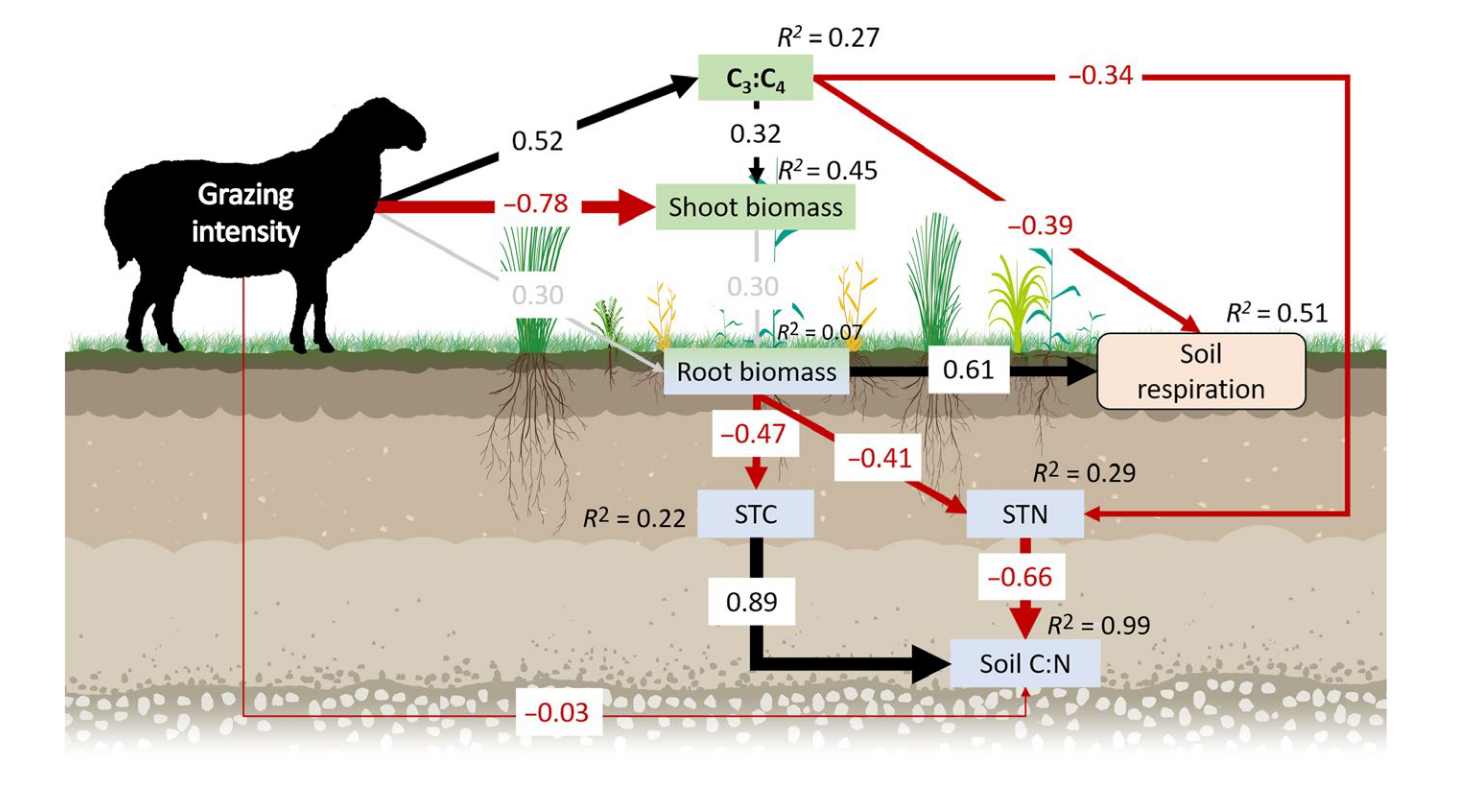 R² = 0.27
C₃:C₄
−0.34
0.52
0.32
R² = 0.45
Grazing
intensity
−0.78
Shoot biomass
−0.39
0.30
0.30
R² = 0.07
R² = 0.51
Root biomass
0.61
Soil
respiration
−0.47
−0.41
R² = 0.29
R² = 0.22
STC
STN
−0.66
0.89
R² = 0.99
Soil C:N
−0.03